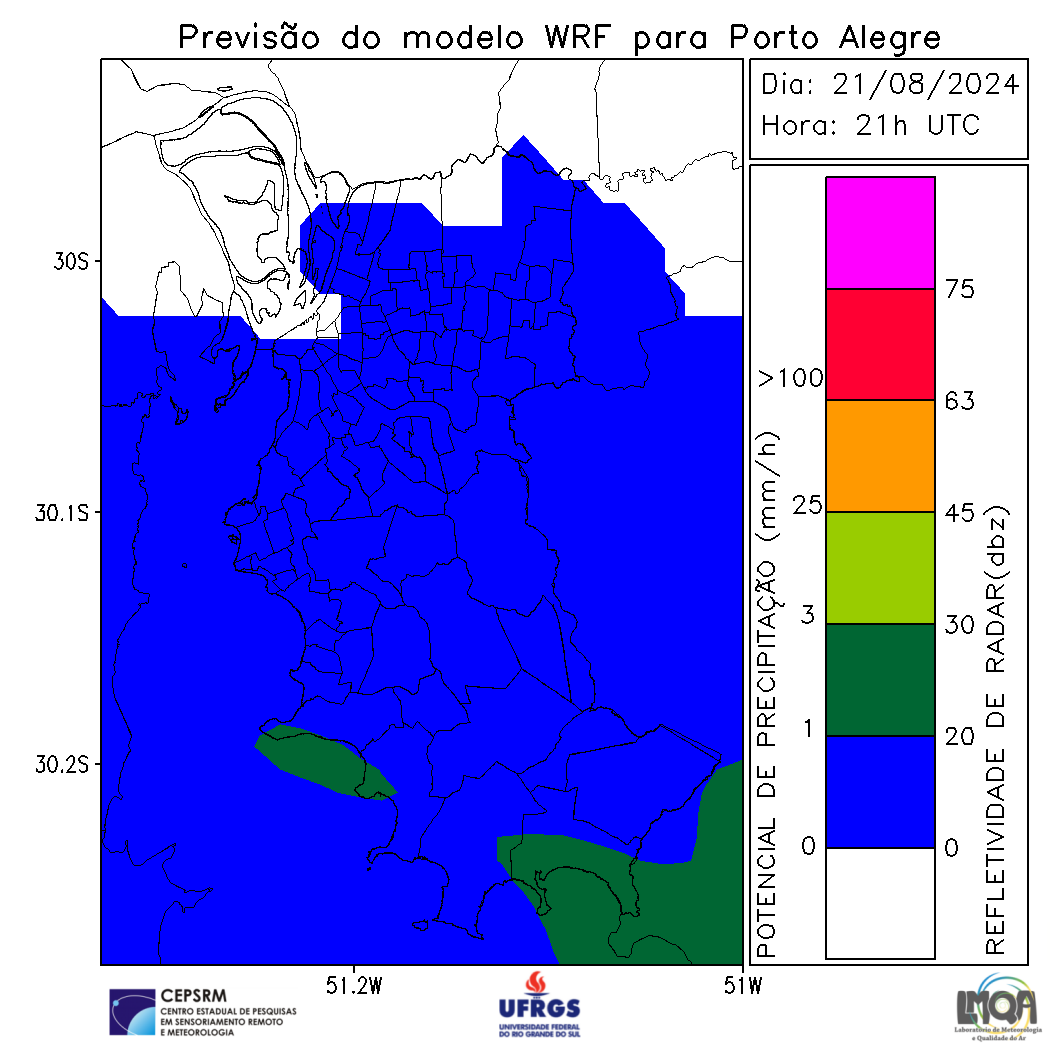 Previsão do modelo WRF para Porto Alegre
Dia: 21/08/2024
Hora: 21h UTC
30S
30.1S
30.2S
51.2W
51W
POTENCIAL DE PRECIPITAÇÃO (mm/h)
>100
25
3
1
0
75
63
45
30
20
0
REFLETIVIDADE DE RADAR(dbz)
CEPSRM
CENTRO ESTADUAL DE PESQUISAS
EM SENSORIAMENTO REMOTO
E METEOROLOGIA
UFRGS
UNIVERSIDADE FEDERAL
DO RIO GRANDE DO SUL
LMQA
Laboratório de Meteorologia
e Qualidade do Ar